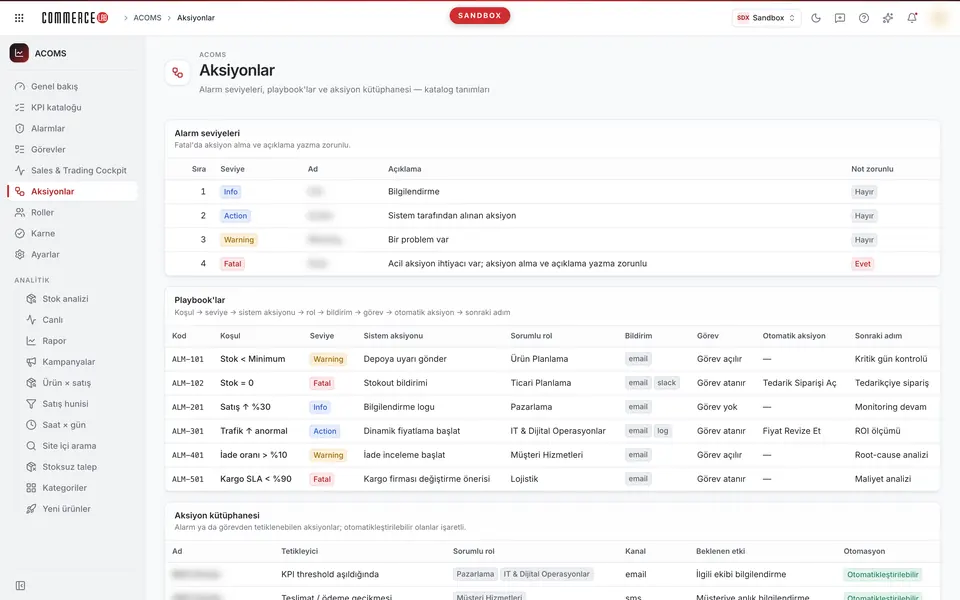 COMMERCE LAB > ACOMS > Aksiyonlar
SANDBOX
SDX Sandbox
ACOMS
Genel bakış
KPI kataloğu
Alarmlar
Görevler
Sales & Trading Cockpit
Aksiyonlar
Roller
Karne
Ayarlar
ANALİTİK
Stok analizi
Canlı
Rapor
Kampanyalar
Ürün × satış
Satış hunisi
Saat × gün
Site içi arama
Stoksuz talep
Kategoriler
Yeni ürünler
ACOMS
Aksiyonlar
Alarm seviyeleri, playbook'lar ve aksiyon kütüphanesi — katalog tanımları
Alarm seviyeleri
Fatal'da aksiyon alma ve açıklama yazma zorunlu.
Sıra Seviye Ad Açıklama Not zorunlu
1 Info Bilgilendirme Hayır
2 Action Sistem tarafından alınan aksiyon Hayır
3 Warning Bir problem var Hayır
4 Fatal Acil aksiyon ihtiyacı var; aksiyon alma ve açıklama yazma zorunlu Evet
Playbook'lar
Koşul → seviye → sistem aksiyonu → rol → bildirim → görev → otomatik aksiyon → sonraki adım
Kod Koşul Seviye Sistem aksiyonu Sorumlu rol Bildirim Görev Otomatik aksiyon Sonraki adım
ALM-101 Stok < Minimum Warning Depoya uyarı gönder Ürün Planlama email Görev açılır — Kritik gün kontrolü
ALM-102 Stok = 0 Fatal Stokout bildirimi Ticari Planlama email slack Görev atanır Tedarik Siparişi Aç Tedarikçiye sipariş
ALM-201 Satış ↑ %30 Info Bilgilendirme logu Pazarlama email Görev yok — Monitoring devam
ALM-301 Trafik ↑ anormal Action Dinamik fiyatlama başlat IT & Dijital Operasyonlar email log Görev atanır Fiyat Revize Et ROI ölçümü
ALM-401 İade oranı > %10 Warning İade inceleme başlat Müşteri Hizmetleri email Görev açılır — Root-cause analizi
ALM-501 Kargo SLA < %90 Fatal Kargo firması değiştirme önerisi Lojistik email Görev atanır — Maliyet analizi
Aksiyon kütüphanesi
Alarm ya da görevden tetiklenebilen aksiyonlar; otomatikleştirilebilir olanlar işaretli.
Ad Tetikleyici Sorumlu rol Kanal Beklenen etki Otomasyon
KPI threshold aşıldığında Pazarlama IT & Dijital Operasyonlar email İlgili ekibi bilgilendirme Otomatikleştirilebilir
Teslimat / ödeme gecikmesi Müşteri Hizmetleri sms Müşteriye anlık bilgilendirme Otomatikleştirilebilir